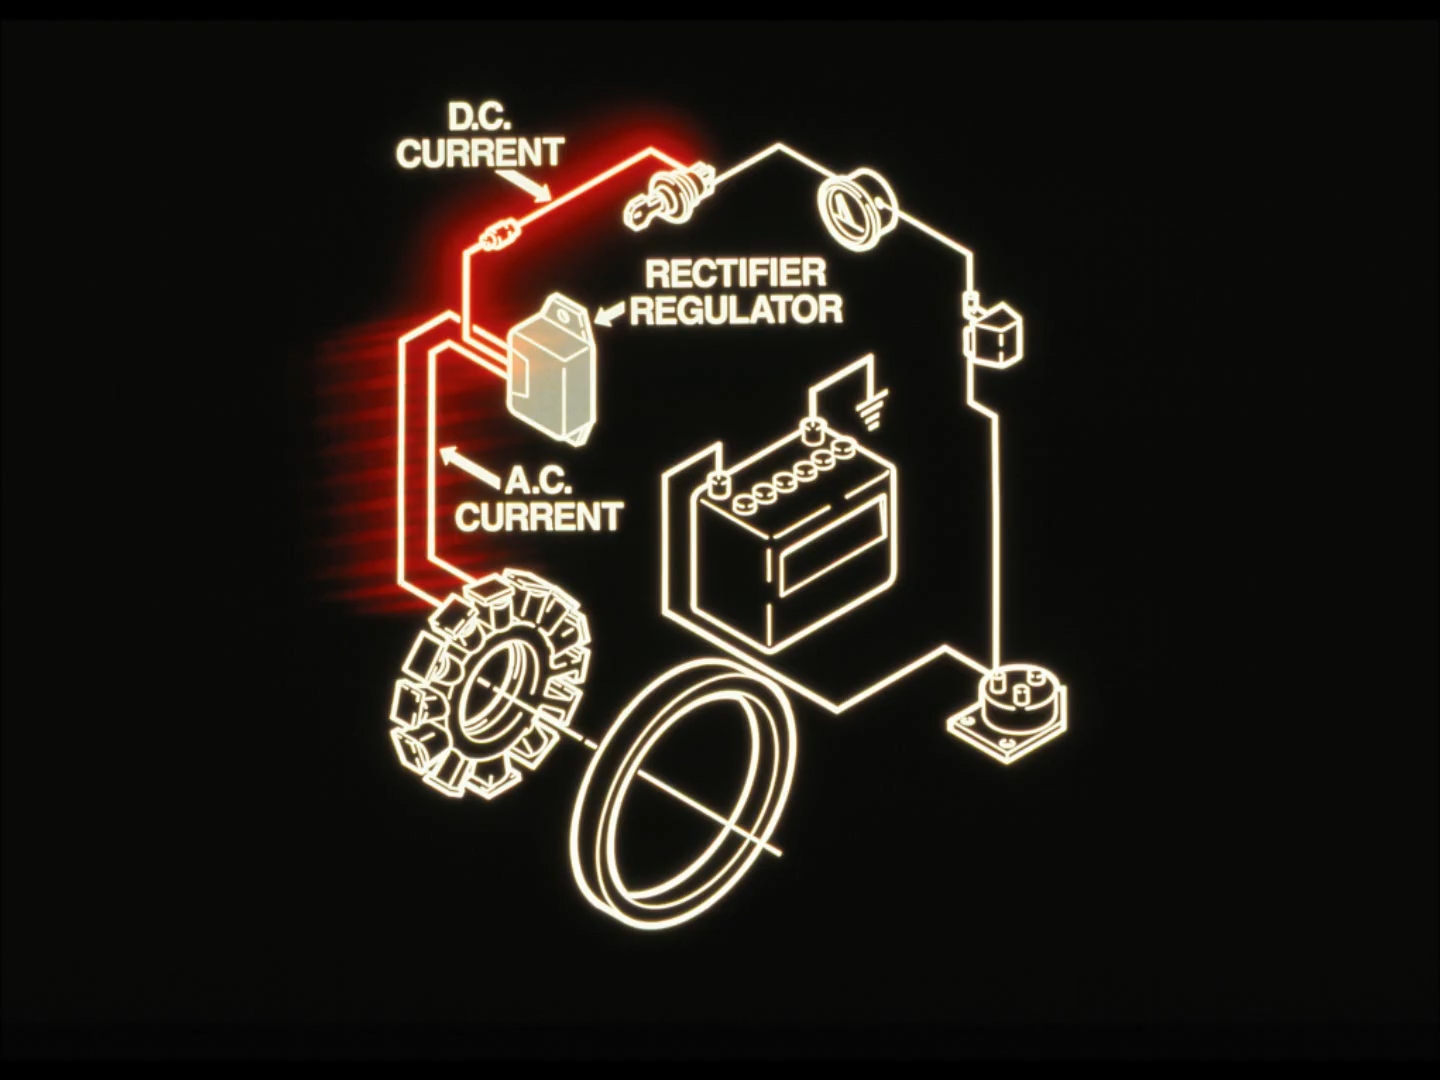 D.C.
CURRENT
RECTIFIER
REGULATOR
A.C.
CURRENT